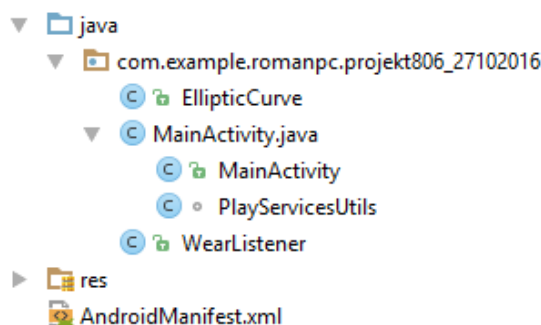 java
com.example.romanpc.projekt806_27102016
EllipticCurve
MainActivity.java
MainActivity
PlayServicesUtils
WearListener
res
AndroidManifest.xml